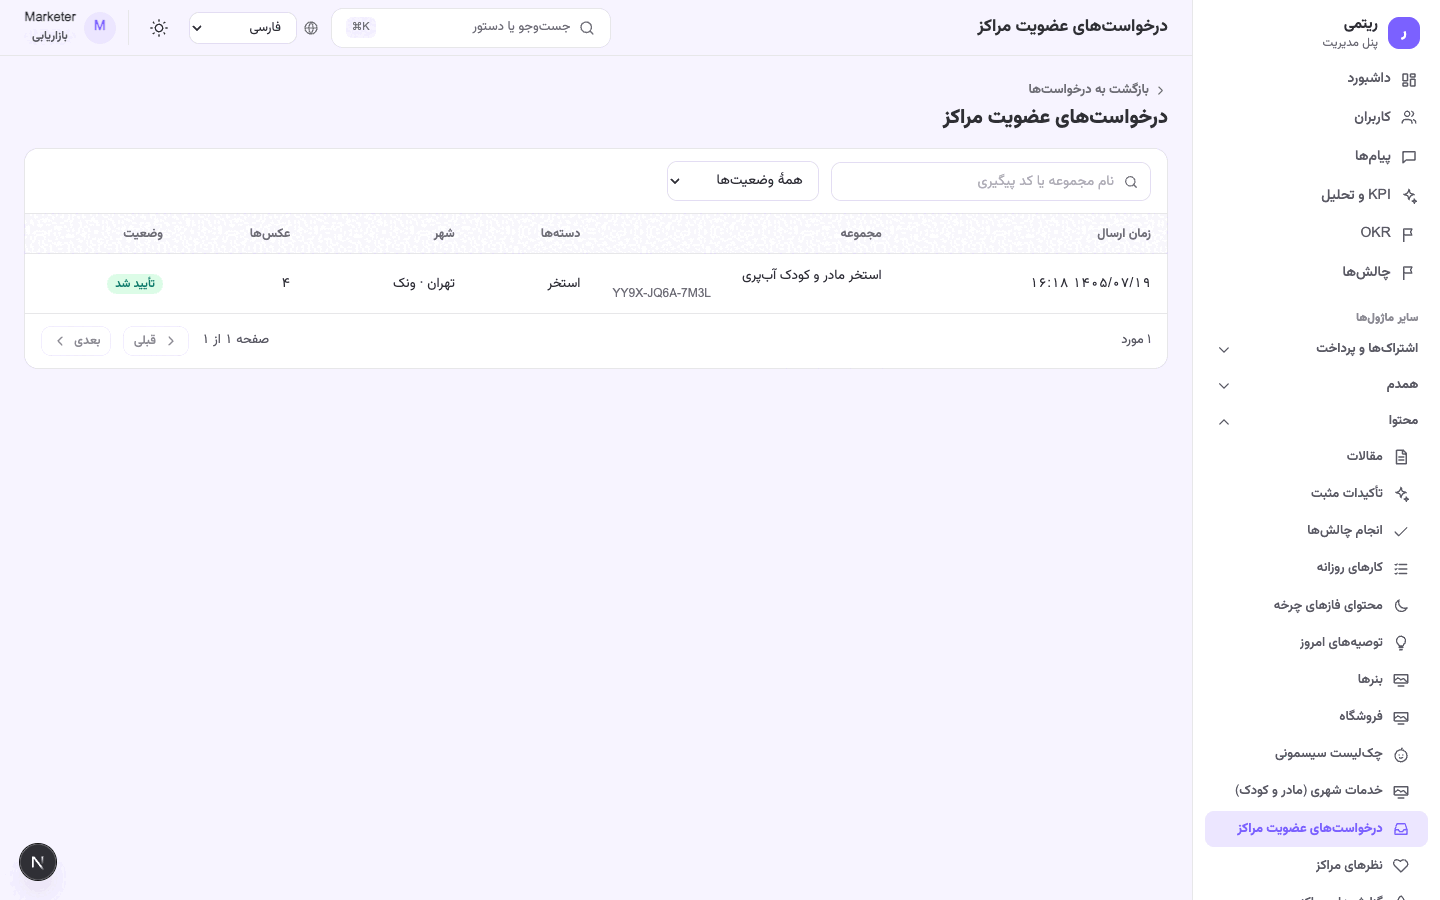 ر
ریتمی
پنل مدیریت
داشبورد
کاربران
پیام‌ها
KPI و تحلیل
OKR
چالش‌ها
سایر ماژول‌ها
اشتراک‌ها و پرداخت
همدم
محتوا
مقالات
تأکیدات مثبت
انجام چالش‌ها
کارهای روزانه
محتوای فازهای چرخه
توصیه‌های امروز
بنرها
فروشگاه
چک‌لیست سیسمونی
خدمات شهری (مادر و کودک)
درخواست‌های عضویت مراکز
نظرهای مراکز
درخواست‌های عضویت مراکز
جست‌وجو یا دستور
⌘K
فارسی
M
Marketer
بازاریابی
بازگشت به درخواست‌ها
درخواست‌های عضویت مراکز
نام مجموعه یا کد پیگیری
همهٔ وضعیت‌ها
زمان ارسال مجموعه دسته‌ها شهر عکس‌ها وضعیت
۱۴۰۵/۰۷/۱۹ ۱۶:۱۸ استخر مادر و کودک آب‌پری YY9X-JQ6A-7M3L استخر تهران · ونک ۴ تأیید شد
۱ مورد صفحه ۱ از ۱ قبلی بعدی
N